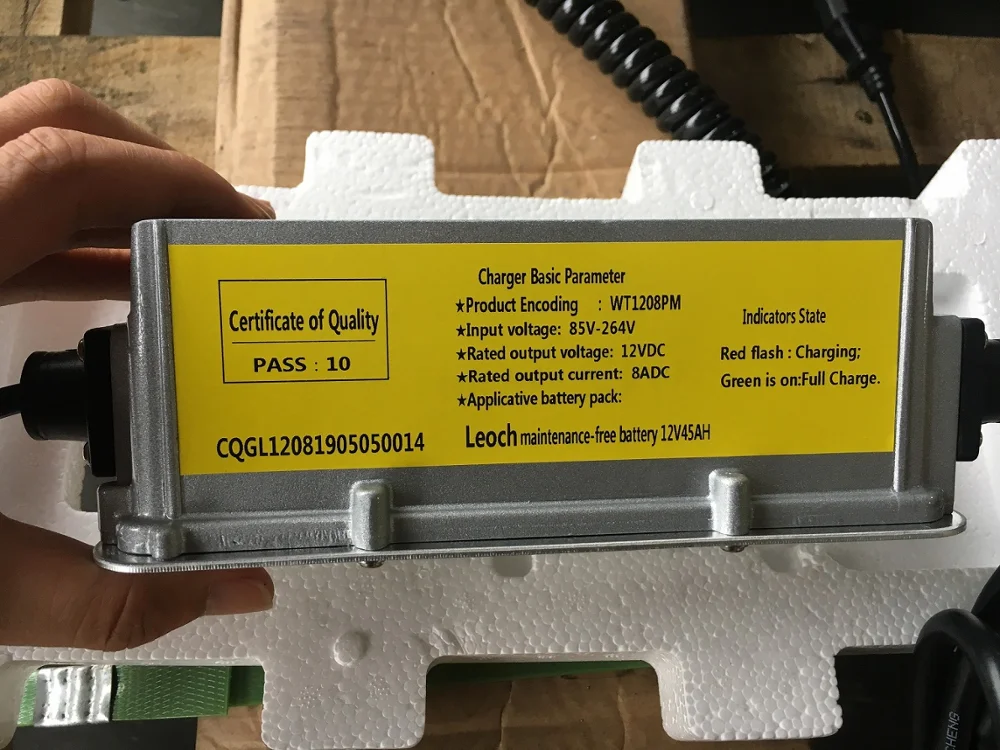 Certificate of Quality
PASS : 10
CQGL12081905050014
Charger Basic Parameter
★Product Encoding : WT1208PM
★Input voltage: 85V-264V
★Rated output voltage: 12VDC
★Rated output current: 8ADC
★Applicative battery pack:
Leoch maintenance-free battery 12V45AH
Indicators State
Red flash : Charging;
Green is on:Full Charge.